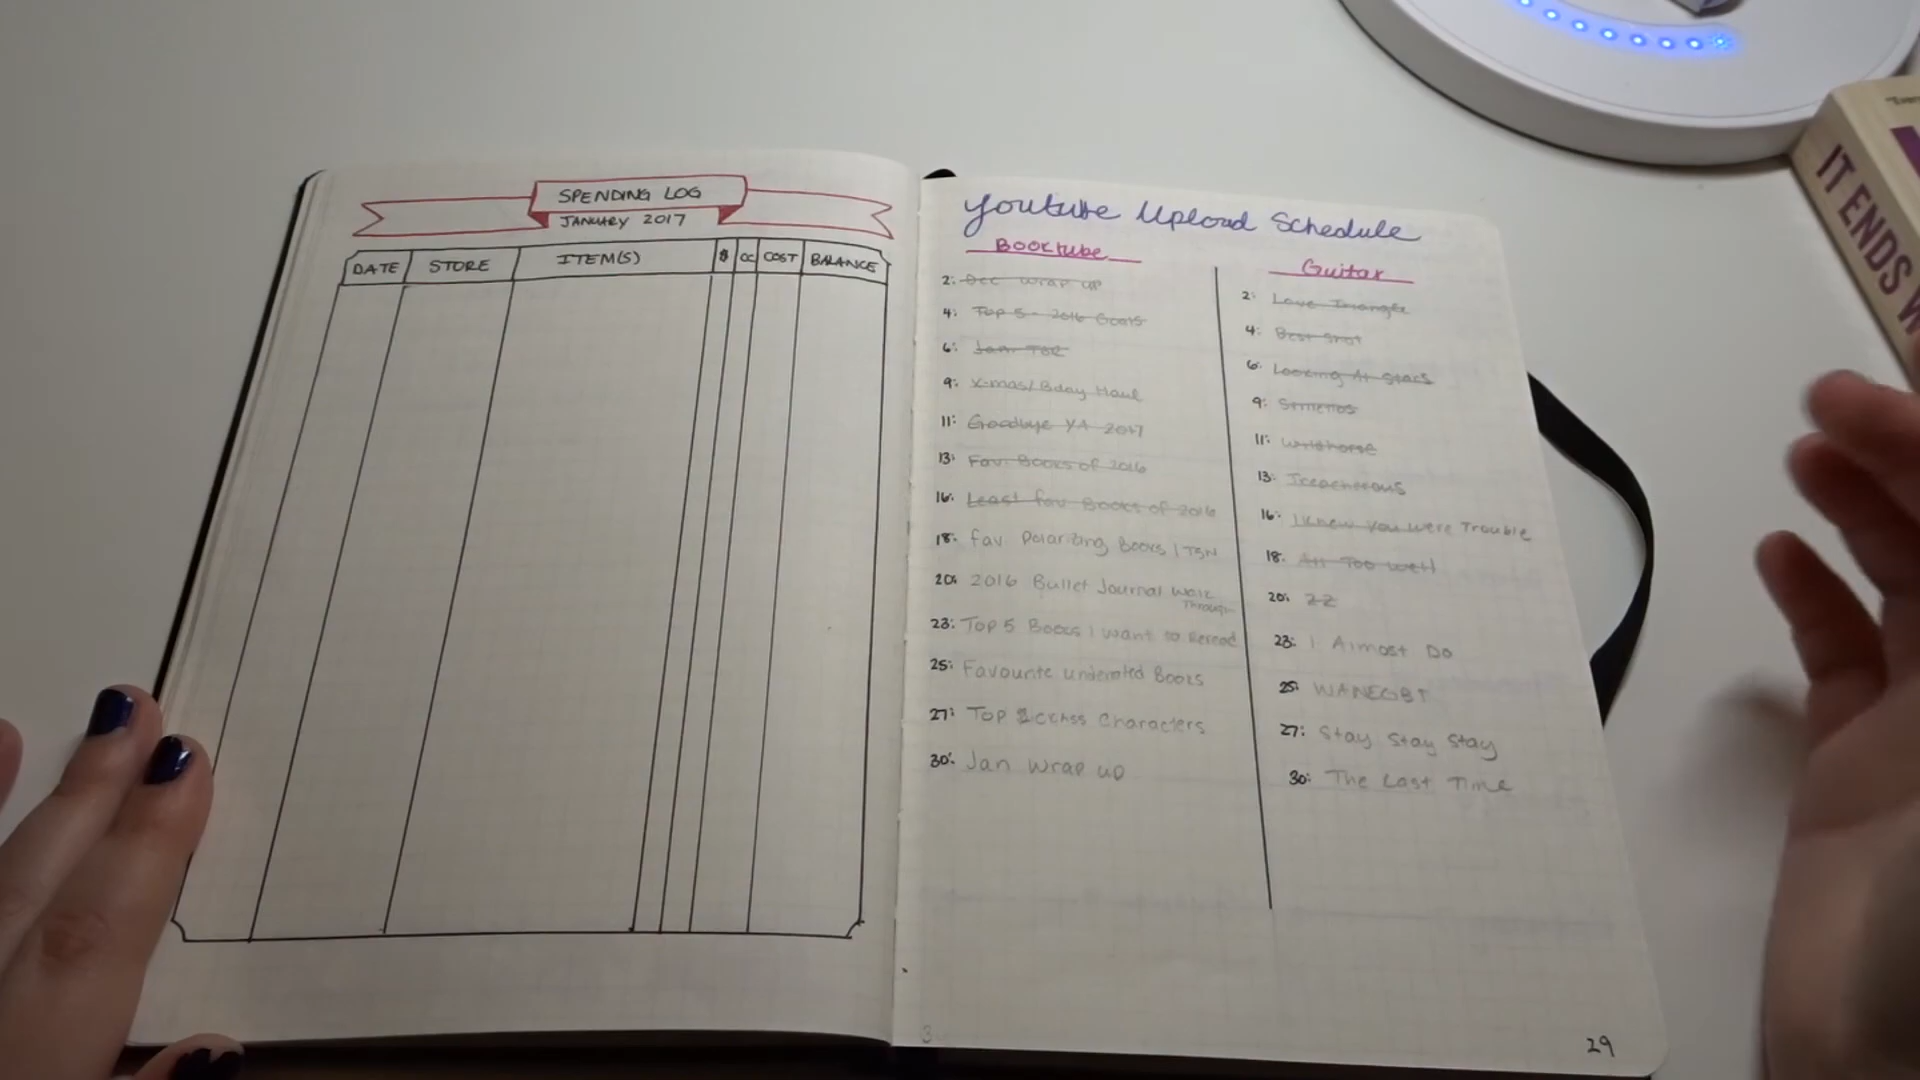 SPENDING LOG
JANUARY 2017
DATE STORE ITEM(S) $ CC COST BALANCE
Youtube Upload Schedule
Booktube
2: Dec Wrap up
4: Top 5 - 2016 Goals
6: Jan TBR
9: X-mas/Bday Haul
11: Goodbye YA 2017
13: Fav. Books of 2016
16: Least fav Books of 2016
18: fav Polarizing Books | T5W
20: 2016 Bullet Journal Walk Through
23: Top 5 Books I want to Reread
25: Favourite underrated Books
27: Top Characters
30: Jan Wrap up
Guitar
2: Love Triangle
4: Best Shot
6: Looking At Stars
9: Stilettos
11: Wildhorse
13: Treacherous
16: I Knew You Were Trouble
18: All Too Well
20: 22
23: I Almost Do
25: WANEGBT
27: Stay Stay Stay
30: The Last Time
3
29
IT ENDS W